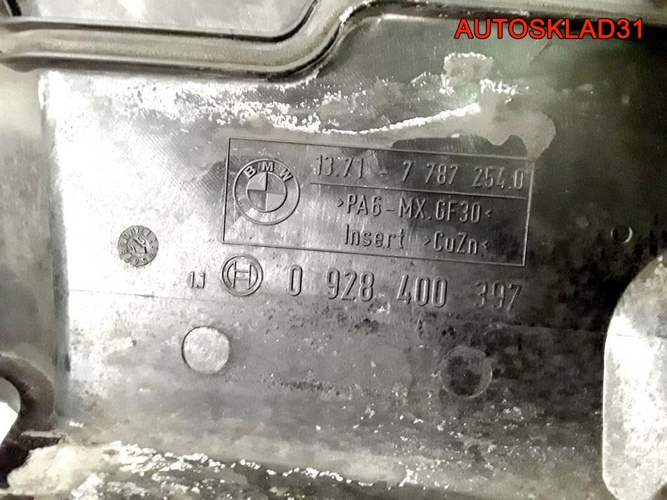 AUTOSKLAD31
BMW
13.71 - 7 787 254.0
>PA6-MX.GF30<
Insert >CuZn<
0 928 400 397